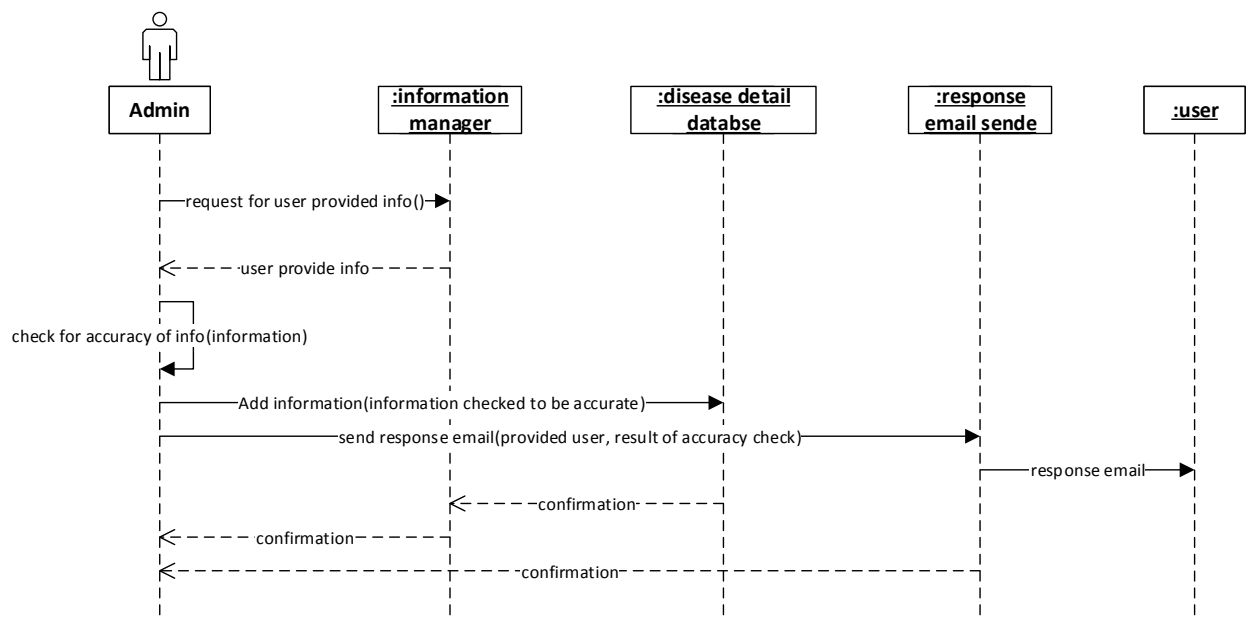 Admin
:information
manager
:disease detail
databse
:response
email sende
:user
request for user provided info()
user provide info
check for accuracy of info(information)
Add information(information checked to be accurate)
send response email(provided user, result of accuracy check)
response email
confirmation
confirmation
confirmation